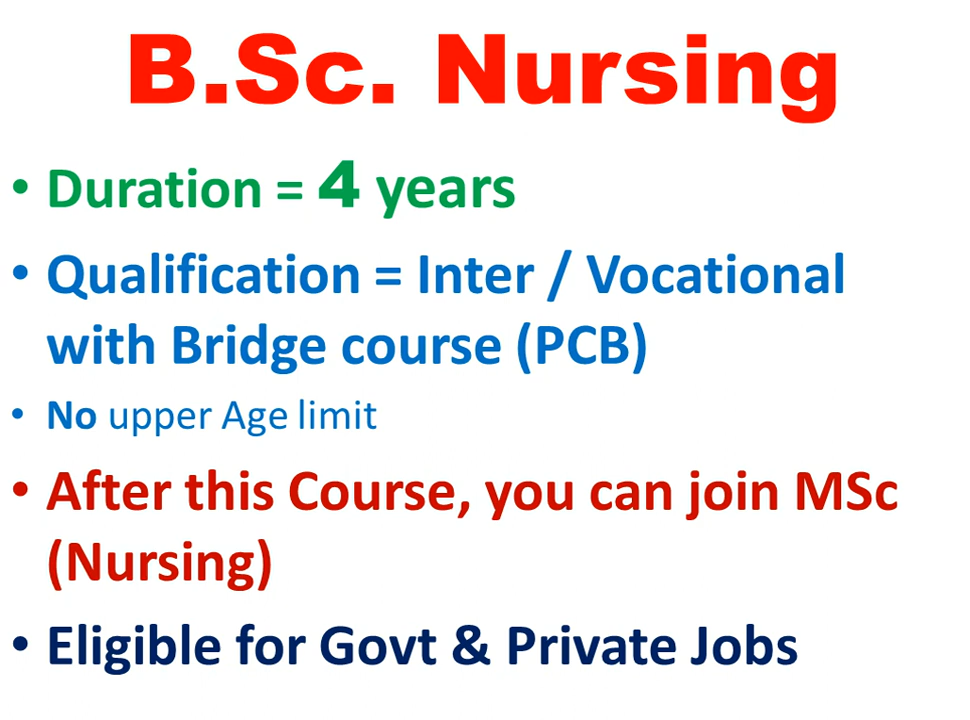 B.Sc. Nursing
• Duration = 4 years
• Qualification = Inter / Vocational
with Bridge course (PCB)
• No upper Age limit
• After this Course, you can join MSc
(Nursing)
• Eligible for Govt & Private Jobs